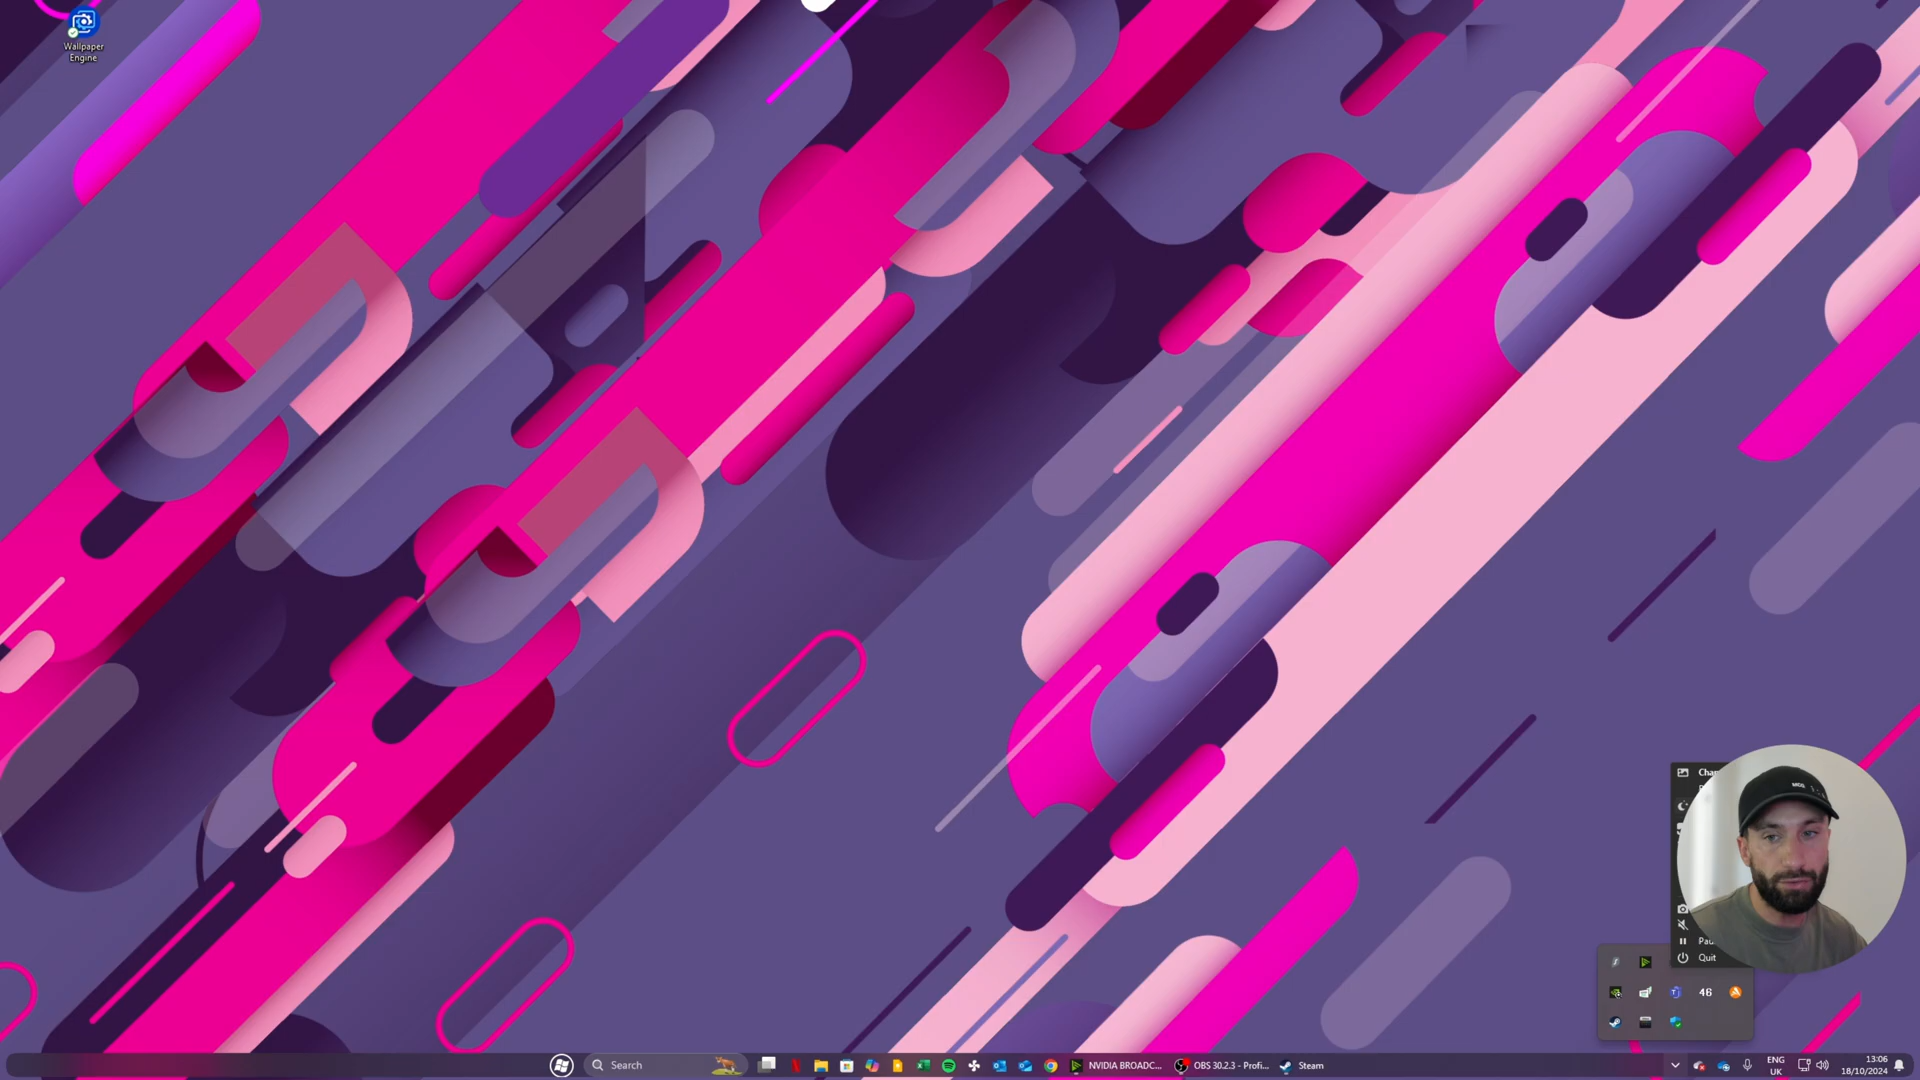 Wallpaper
Engine
MCG
Quit
46
Search
NVIDIA BROADC...
OBS 30.2.3 - Profi...
Steam
ENG
UK
13:06
18/10/2024